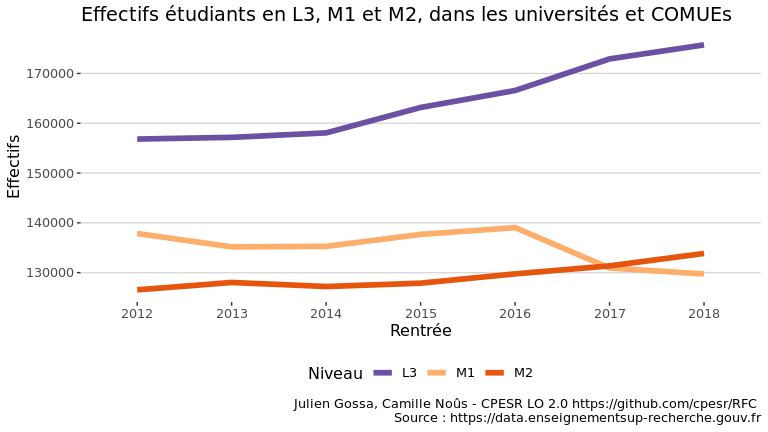 Effectifs étudiants en L3, M1 et M2, dans les universités et COMUEs
Effectifs
170000
160000
150000
140000
130000
2012 2013 2014 2015 2016 2017 2018
Rentrée
Niveau L3 M1 M2
Julien Gossa, Camille Noûs - CPESR LO 2.0 https://github.com/cpesr/RFC
Source : https://data.enseignementsup-recherche.gouv.fr